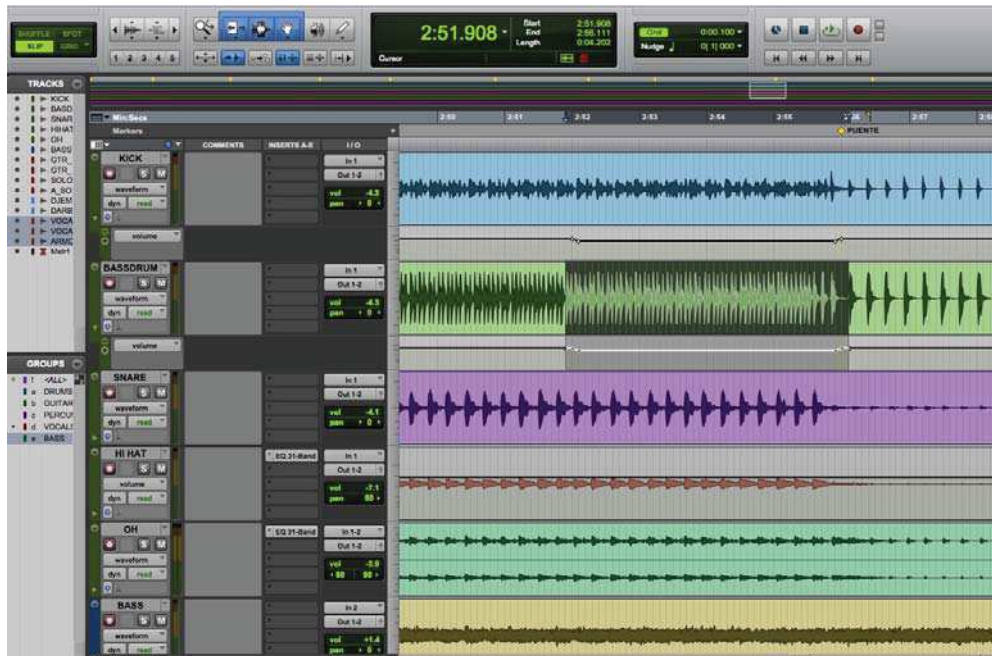 SHUFFLE SPOT
SLIP GRID
1 2 3 4 5
2:51.908
Start 2:51.908
End 2:56.111
Length 0:04.202
Cursor
Grid 0:00.100
Nudge 0| 1| 000
TRACKS
KICK
BASD
SNAR
HIHAT
OH
BASS
GTR_
GTR_
SOLO
A_SO
DJEM
DARB
VOCA
VOCA
ARMO
GROUPS
! <ALL>
a DRUMS
b GUITAR
c PERCUS
d VOCALS
e BASS
Min:Secs
2:50 2:51 2:52 2:53 2:54 2:55 2:56 2:57
Markers
PUENTE
COMMENTS INSERTS A-E I / O
KICK
S M
waveform
dyn read
In 1
Out 1-2
vol -4.3
pan 0
volume
BASSDRUM
S M
waveform
dyn read
In 1
Out 1-2
vol -4.3
pan 0
volume
SNARE
S M
waveform
dyn read
In 1
Out 1-2
vol -4.1
pan 0
HI HAT
S M
volume
dyn read
EQ 31-Band
In 1
Out 1-2
vol -7.1
pan
OH
S M
waveform
dyn read
EQ 31-Band
In 1-2
Out 1-2
vol
BASS
S M
waveform
dyn read
In 2
Out 1-2
vol +1.4
pan 0